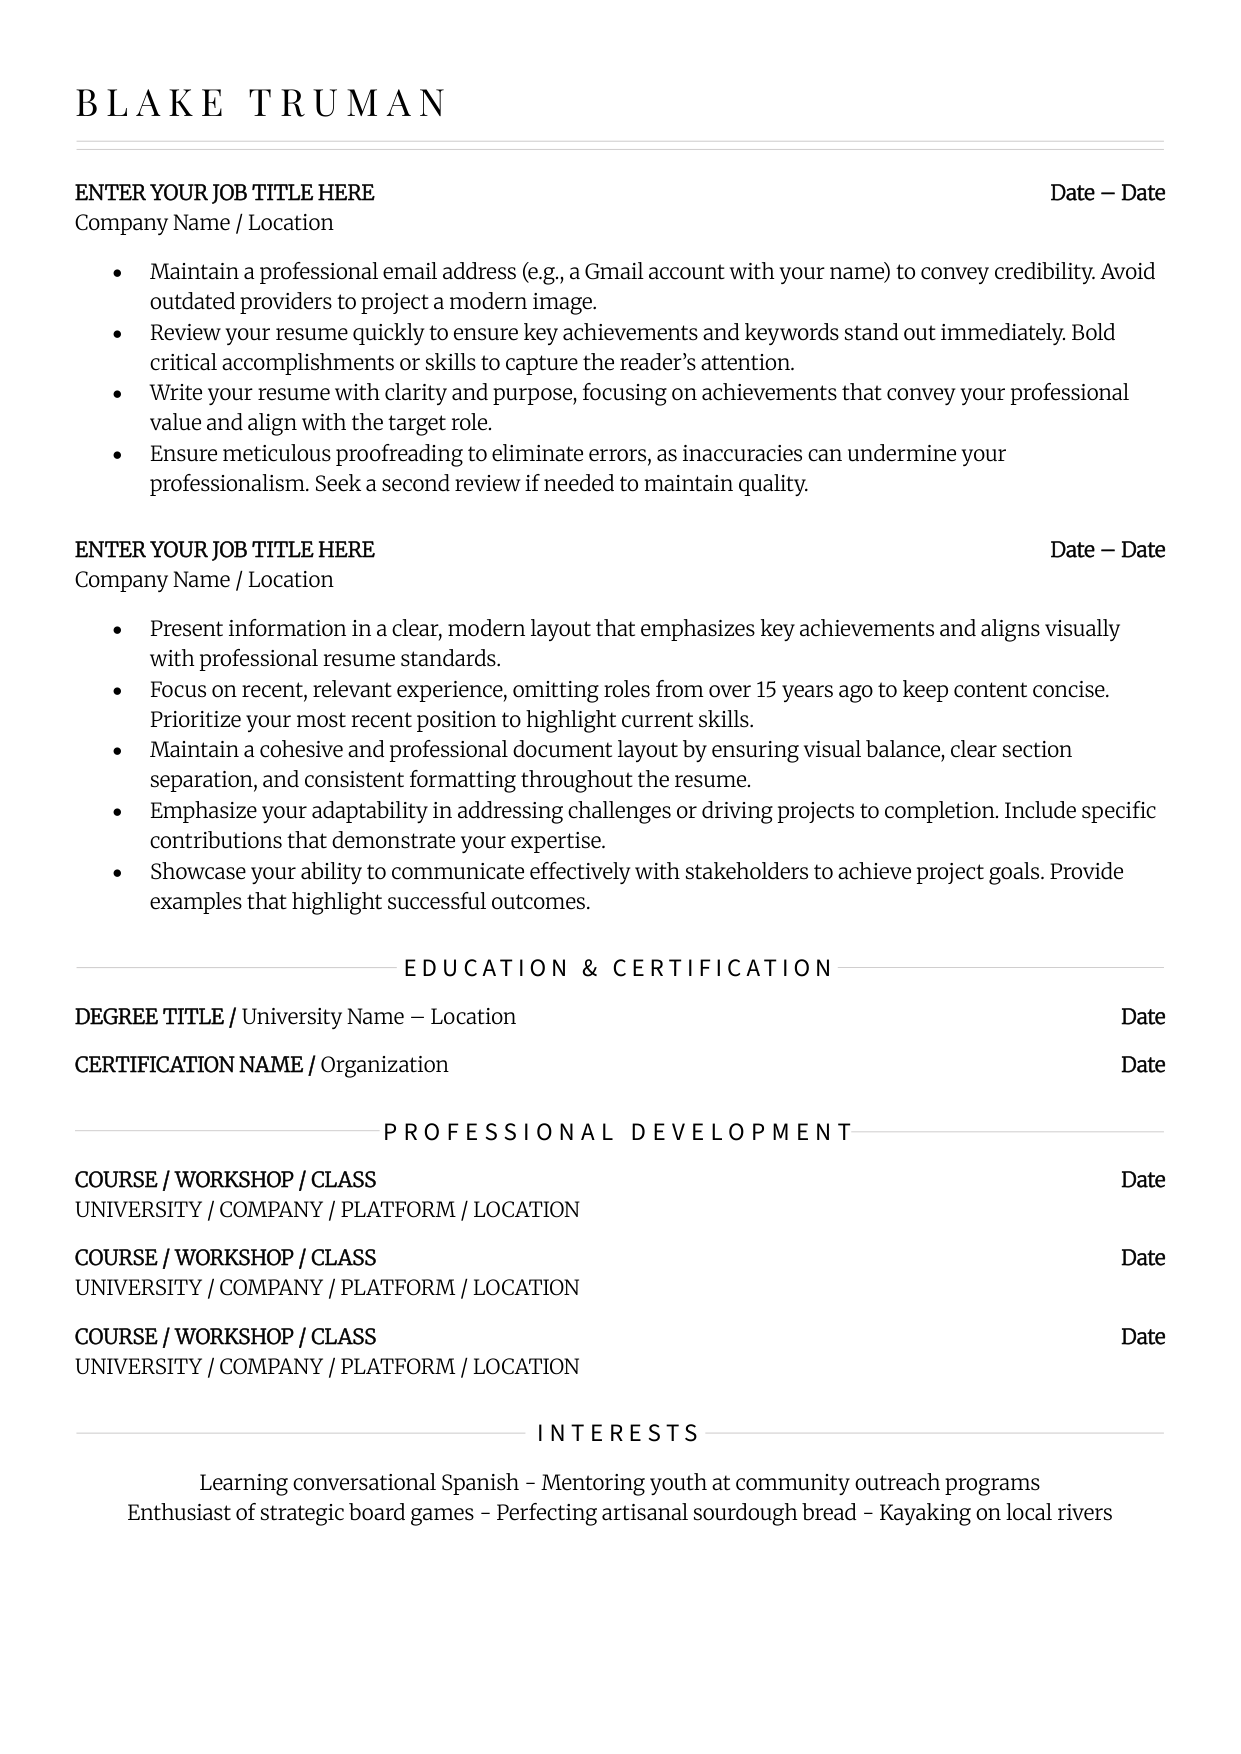 BLAKE TRUMAN
ENTER YOUR JOB TITLE HERE Date – Date
Company Name / Location
• Maintain a professional email address (e.g., a Gmail account with your name) to convey credibility. Avoid
outdated providers to project a modern image.
• Review your resume quickly to ensure key achievements and keywords stand out immediately. Bold
critical accomplishments or skills to capture the reader’s attention.
• Write your resume with clarity and purpose, focusing on achievements that convey your professional
value and align with the target role.
• Ensure meticulous proofreading to eliminate errors, as inaccuracies can undermine your
professionalism. Seek a second review if needed to maintain quality.
ENTER YOUR JOB TITLE HERE Date – Date
Company Name / Location
• Present information in a clear, modern layout that emphasizes key achievements and aligns visually
with professional resume standards.
• Focus on recent, relevant experience, omitting roles from over 15 years ago to keep content concise.
Prioritize your most recent position to highlight current skills.
• Maintain a cohesive and professional document layout by ensuring visual balance, clear section
separation, and consistent formatting throughout the resume.
• Emphasize your adaptability in addressing challenges or driving projects to completion. Include specific
contributions that demonstrate your expertise.
• Showcase your ability to communicate effectively with stakeholders to achieve project goals. Provide
examples that highlight successful outcomes.
EDUCATION & CERTIFICATION
DEGREE TITLE / University Name – Location Date
CERTIFICATION NAME / Organization Date
PROFESSIONAL DEVELOPMENT
COURSE / WORKSHOP / CLASS Date
UNIVERSITY / COMPANY / PLATFORM / LOCATION
COURSE / WORKSHOP / CLASS Date
UNIVERSITY / COMPANY / PLATFORM / LOCATION
COURSE / WORKSHOP / CLASS Date
UNIVERSITY / COMPANY / PLATFORM / LOCATION
INTERESTS
Learning conversational Spanish - Mentoring youth at community outreach programs
Enthusiast of strategic board games - Perfecting artisanal sourdough bread - Kayaking on local rivers